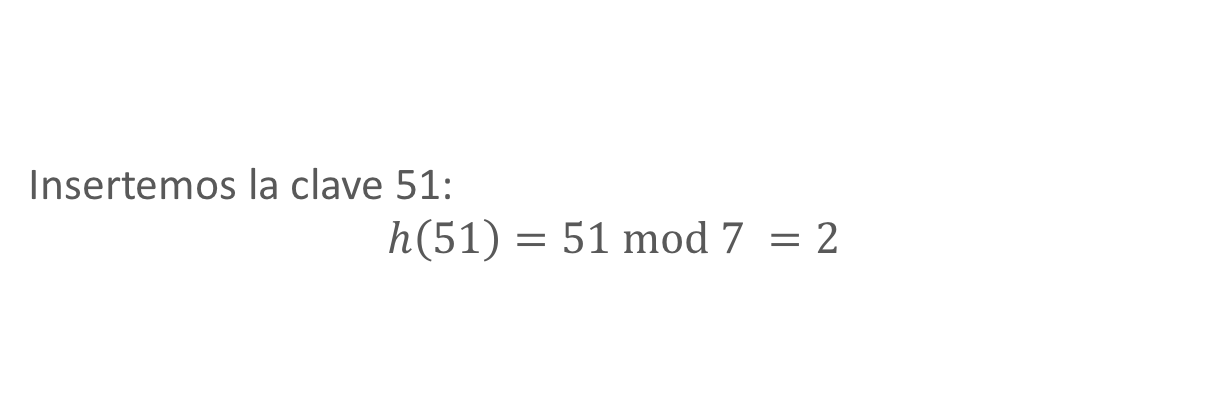 Insertemos la clave 51:
ℎ(51) = 51 mod 7 = 2